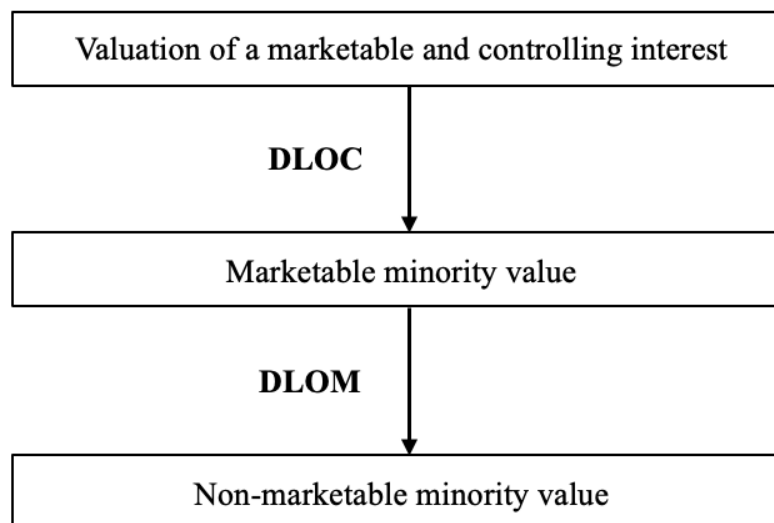 Valuation of a marketable and controlling interest
DLOC
Marketable minority value
DLOM
Non-marketable minority value